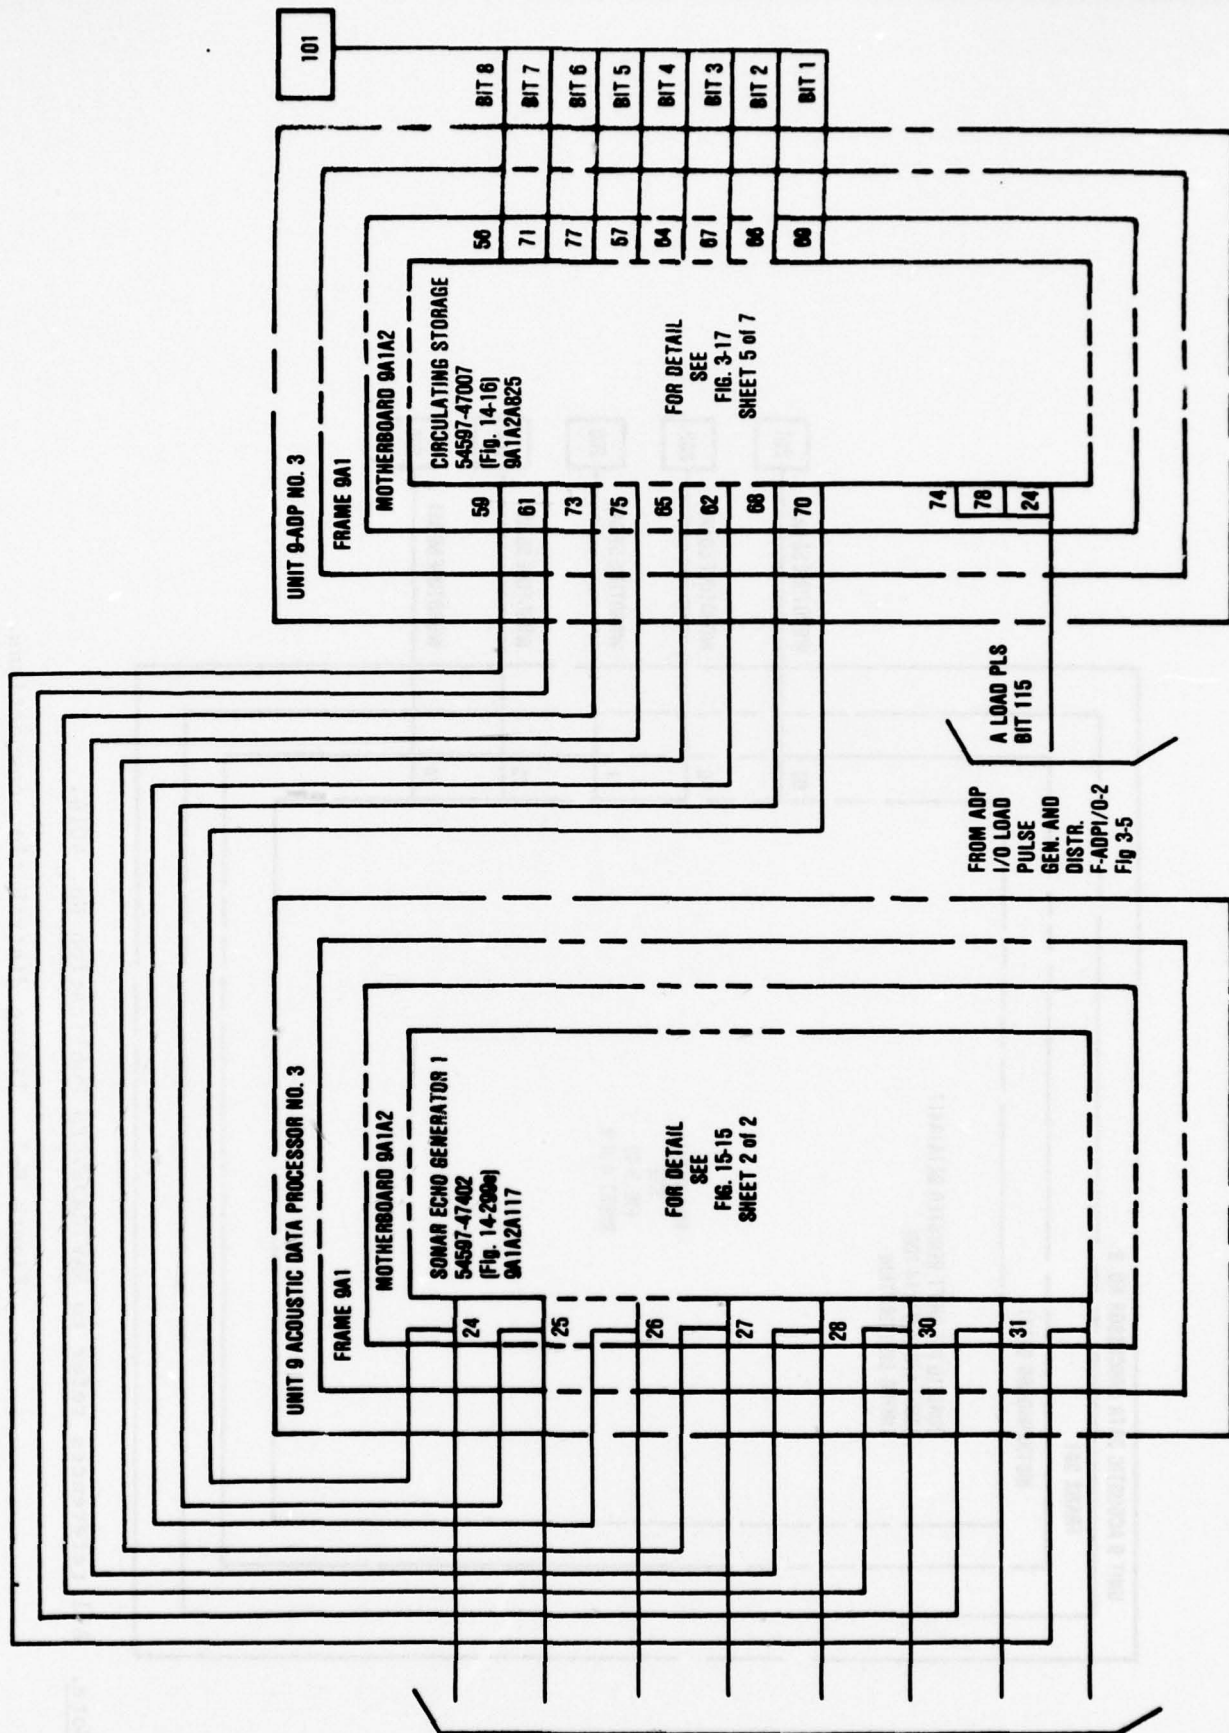 UNIT 9 ACOUSTIC DATA PROCESSOR NO. 3
FRAME 9A1
MOTHERBOARD 9A1A2
SONAR ECHO GENERATOR 1
54597-47402
(Fig. 14-299e)
9A1A2A117
FOR DETAIL
SEE
FIG. 15-15
SHEET 2 of 2
24
25
26
27
28
30
31
FROM ADP
I/O LOAD
PULSE
GEN. AND
DISTR.
F-ADPI/O-2
Fig 3-5
A LOAD PLS
BIT 115
UNIT 9-ADP NO. 3
FRAME 9A1
MOTHERBOARD 9A1A2
CIRCULATING STORAGE
54597-47007
(Fig. 14-16)
9A1A2A825
FOR DETAIL
SEE
FIG. 3-17
SHEET 5 of 7
59
61
73
75
65
62
68
70
74
78
24
56
71
77
57
64
67
66
69
BIT 8
BIT 7
BIT 6
BIT 5
BIT 4
BIT 3
BIT 2
BIT 1
101